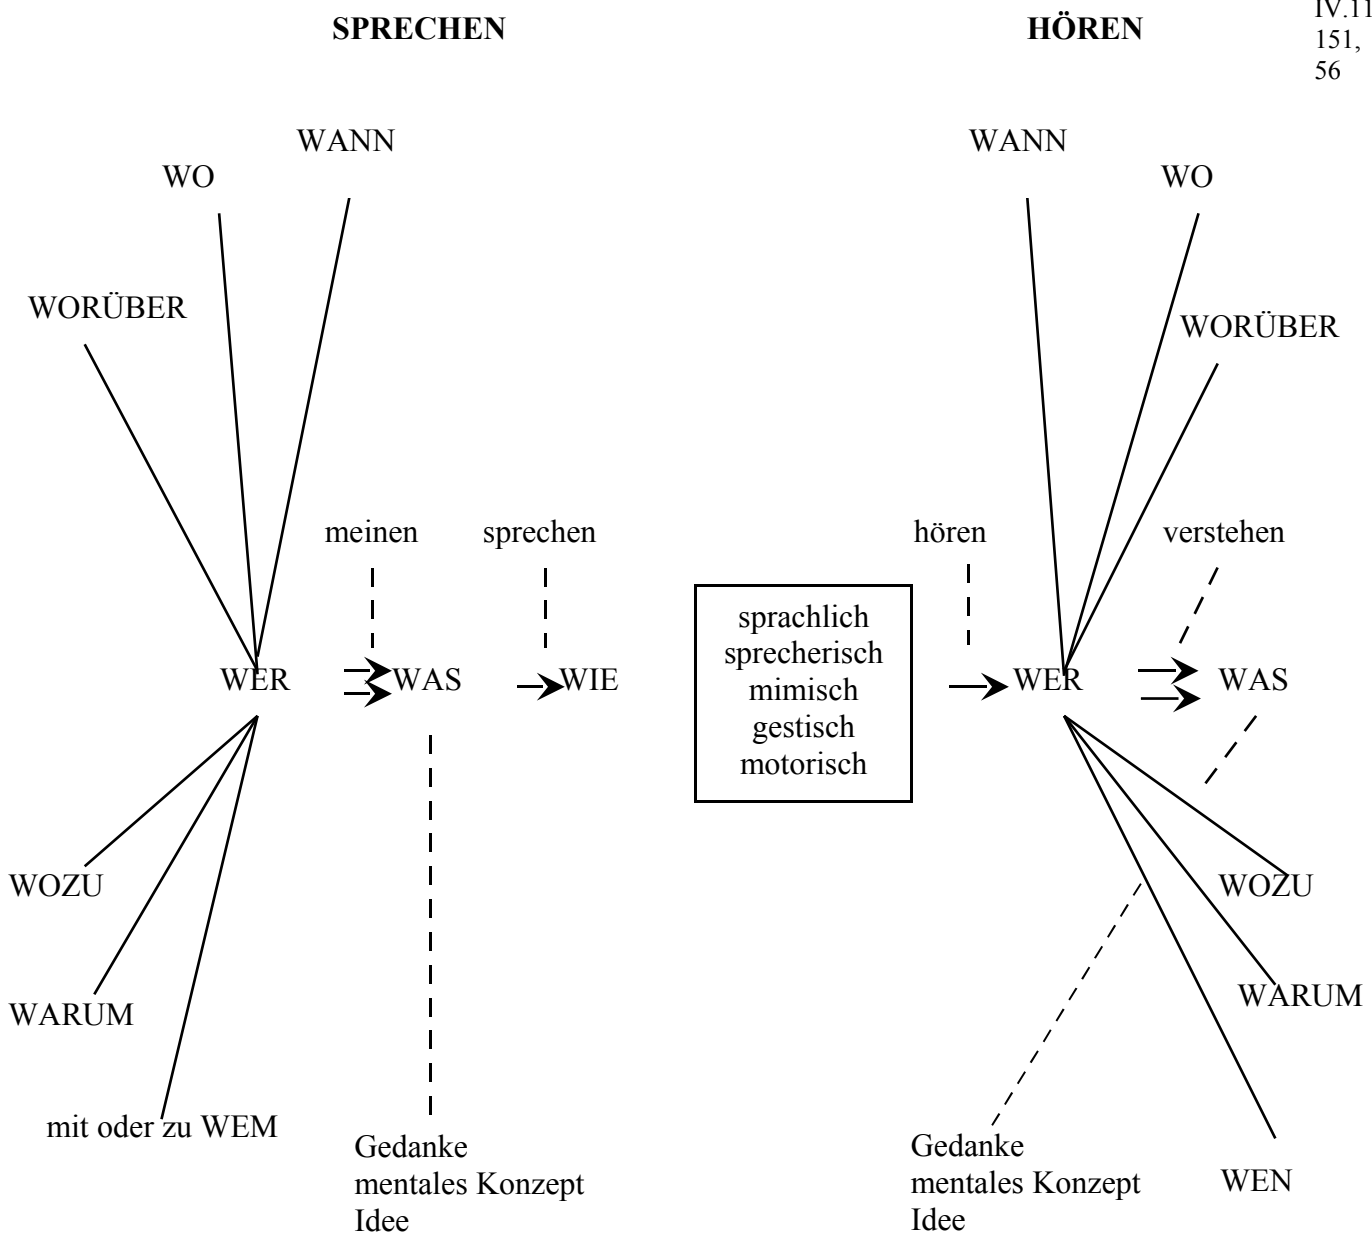 IV.11
SPRECHEN
HÖREN
151,
56
WANN
WANN
WO
WO
WORÜBER
WORÜBER
meinen
sprechen
hören
verstehen
sprachlich
sprecherisch
mimisch
gestisch
motorisch
WER
WAS
WIE
WER
WAS
WOZU
WOZU
WARUM
WARUM
mit oder zu WEM
Gedanke
mentales Konzept
Idee
Gedanke
mentales Konzept
Idee
WEN